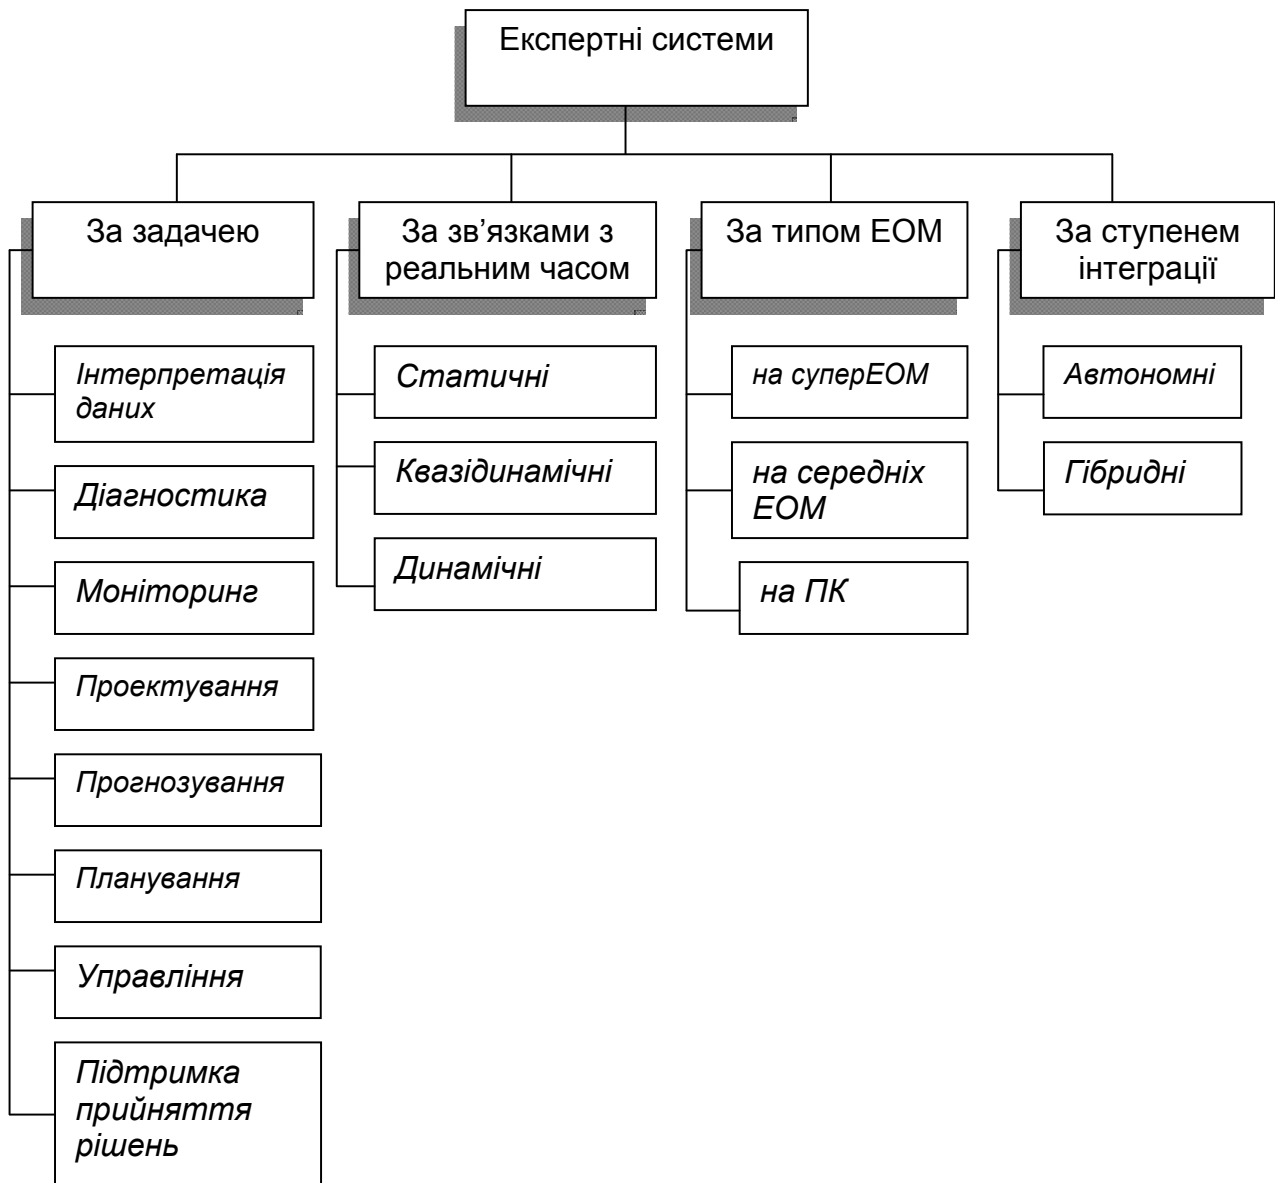 Експертні системи
За задачею
Інтерпретація
даних
Діагностика
Моніторинг
Проектування
Прогнозування
Планування
Управління
Підтримка
прийняття
рішень
За зв’язками з
реальним часом
Статичні
Квазідинамічні
Динамічні
За типом ЕОМ
на суперЕОМ
на середніх
ЕОМ
на ПК
За ступенем
інтеграції
Автономні
Гібридні